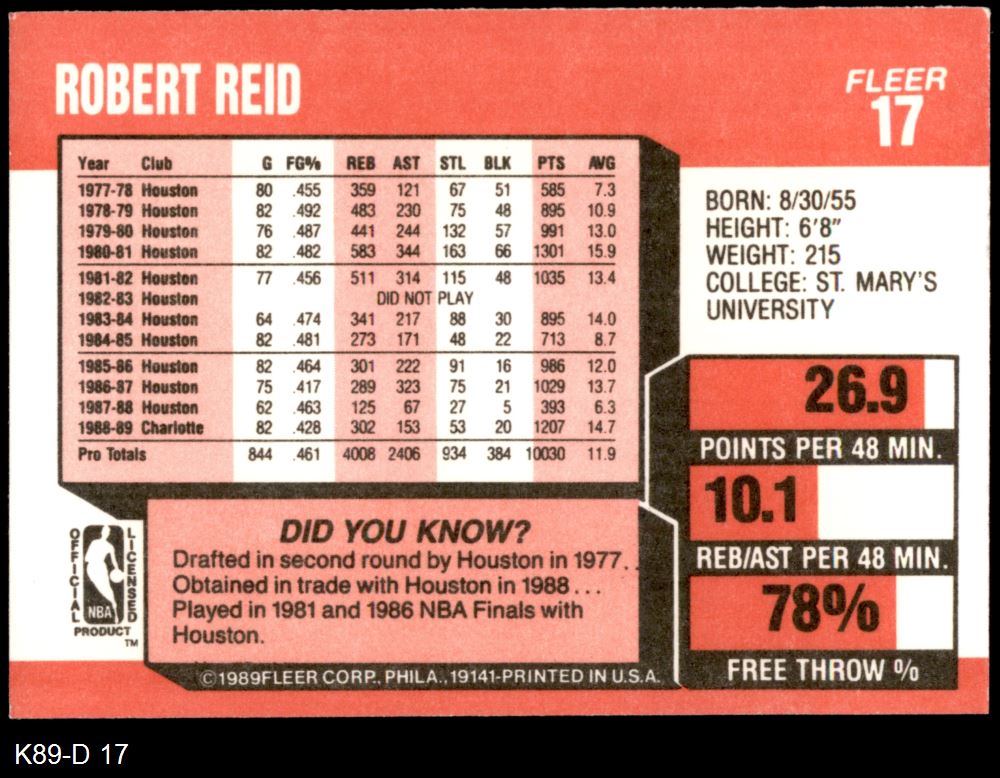 ROBERT REID
FLEER
17
Year Club G FG% REB AST STL BLK PTS AVG
1977-78 Houston 80 .455 359 121 67 51 585 7.3
1978-79 Houston 82 .492 483 230 75 48 895 10.9
1979-80 Houston 76 .487 441 244 132 57 991 13.0
1980-81 Houston 82 .482 583 344 163 66 1301 15.9
1981-82 Houston 77 .456 511 314 115 48 1035 13.4
1982-83 Houston DID NOT PLAY
1983-84 Houston 64 .474 341 217 88 30 895 14.0
1984-85 Houston 82 .481 273 171 48 22 713 8.7
1985-86 Houston 82 .464 301 222 91 16 986 12.0
1986-87 Houston 75 .417 289 323 75 21 1029 13.7
1987-88 Houston 62 .463 125 67 27 5 393 6.3
1988-89 Charlotte 82 .428 302 153 53 20 1207 14.7
Pro Totals 844 .461 4008 2406 934 384 10030 11.9
BORN: 8/30/55
HEIGHT: 6'8"
WEIGHT: 215
COLLEGE: ST. MARY'S
UNIVERSITY
26.9
POINTS PER 48 MIN.
10.1
REB/AST PER 48 MIN.
78%
FREE THROW %
DID YOU KNOW?
Drafted in second round by Houston in 1977. .
Obtained in trade with Houston in 1988 . . .
Played in 1981 and 1986 NBA Finals with
Houston.
OFFICIAL
LICENSED
NBA
PRODUCT
TM
©1989FLEER CORP., PHILA., 19141-PRINTED IN U.S.A.
K89-D 17